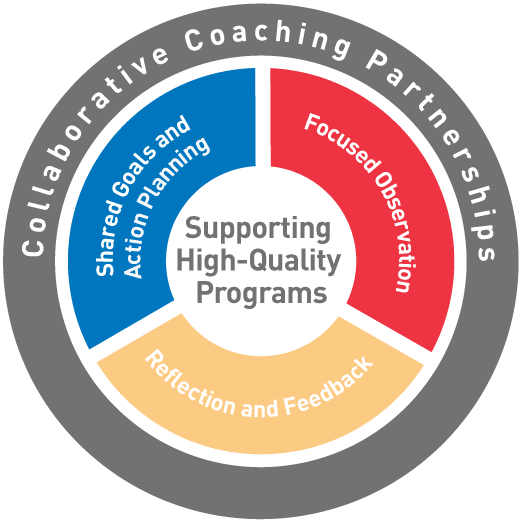 Collaborative Coaching Partnerships
Shared Goals and
Action Planning
Focused Observation
Supporting
High-Quality
Programs
Reflection and Feedback